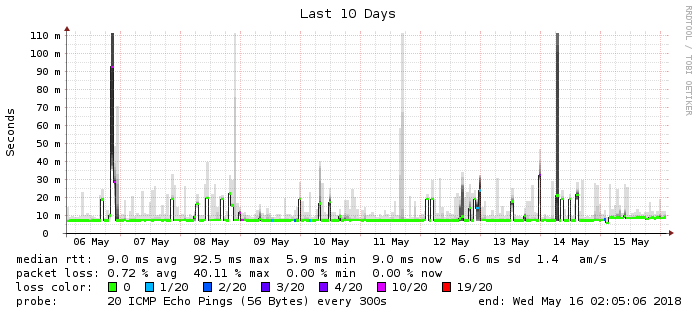 Last 10 Days
RRDTOOL / TOBI OETIKER
Seconds
110 m
100 m
90 m
80 m
70 m
60 m
50 m
40 m
30 m
20 m
10 m
0
06 May 07 May 08 May 09 May 10 May 11 May 12 May 13 May 14 May 15 May
median rtt: 9.0 ms avg 92.5 ms max 5.9 ms min 9.0 ms now 6.6 ms sd 1.4 am/s
packet loss: 0.72 % avg 40.11 % max 0.00 % min 0.00 % now
loss color: 0 1/20 2/20 3/20 4/20 10/20 19/20
probe: 20 ICMP Echo Pings (56 Bytes) every 300s end: Wed May 16 02:05:06 2018